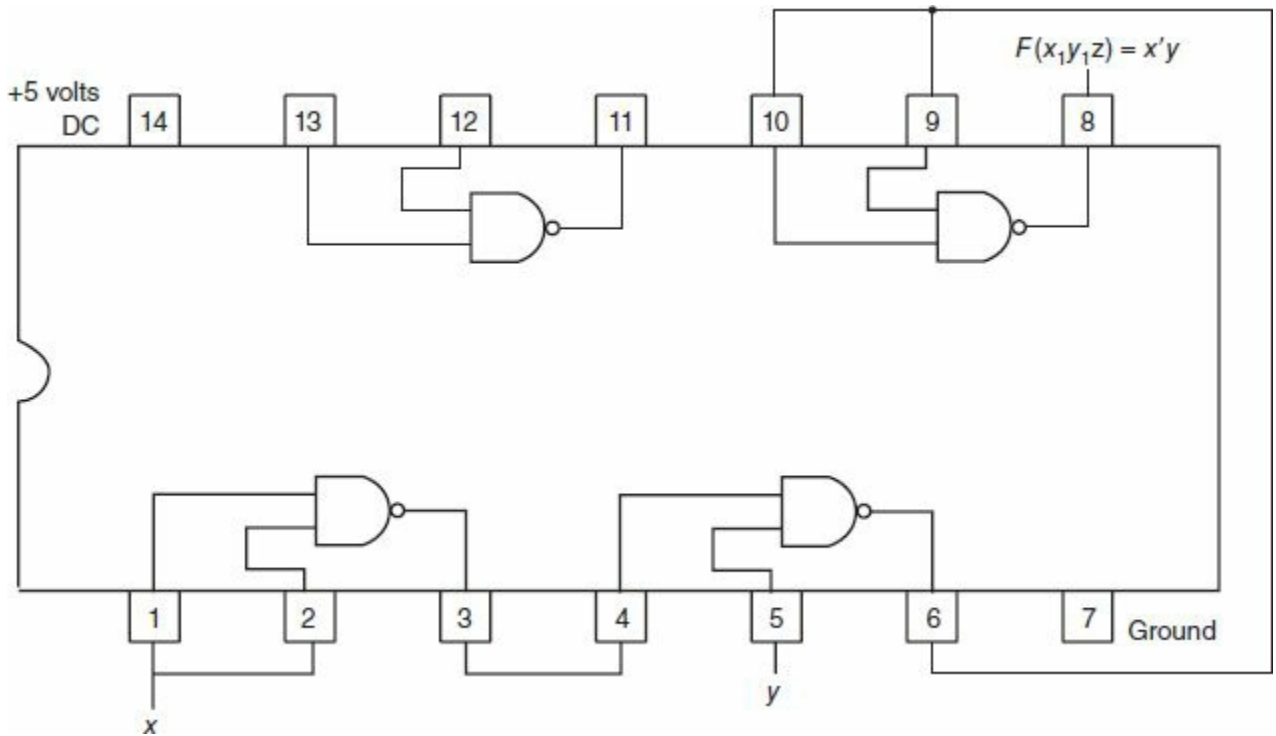 F(x₁y₁z) = x′y
+5 volts
DC
14 13 12 11 10 9 8
1 2 3 4 5 6 7
Ground
x y